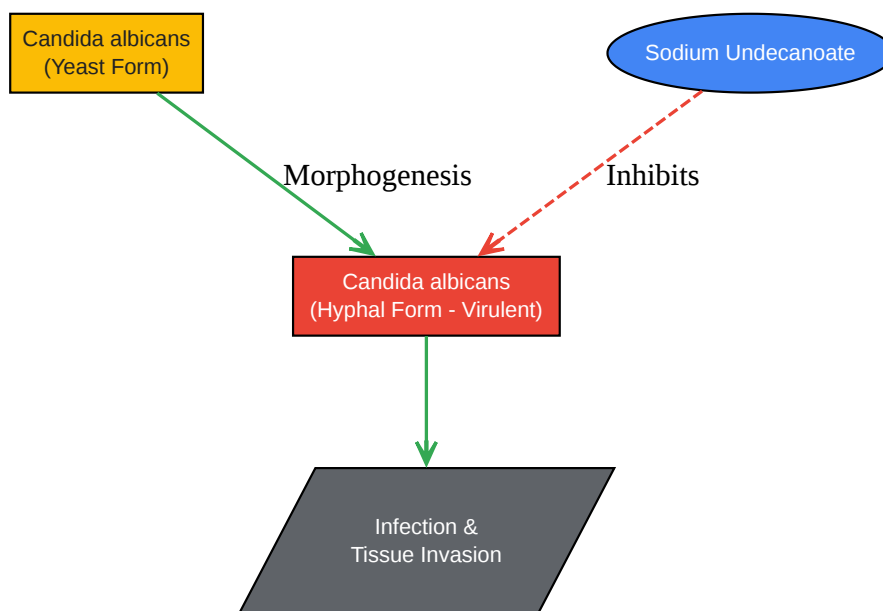 Candida albicans
(Yeast Form)
Sodium Undecanoate
Morphogenesis
Inhibits
Candida albicans
(Hyphal Form - Virulent)
Infection &
Tissue Invasion